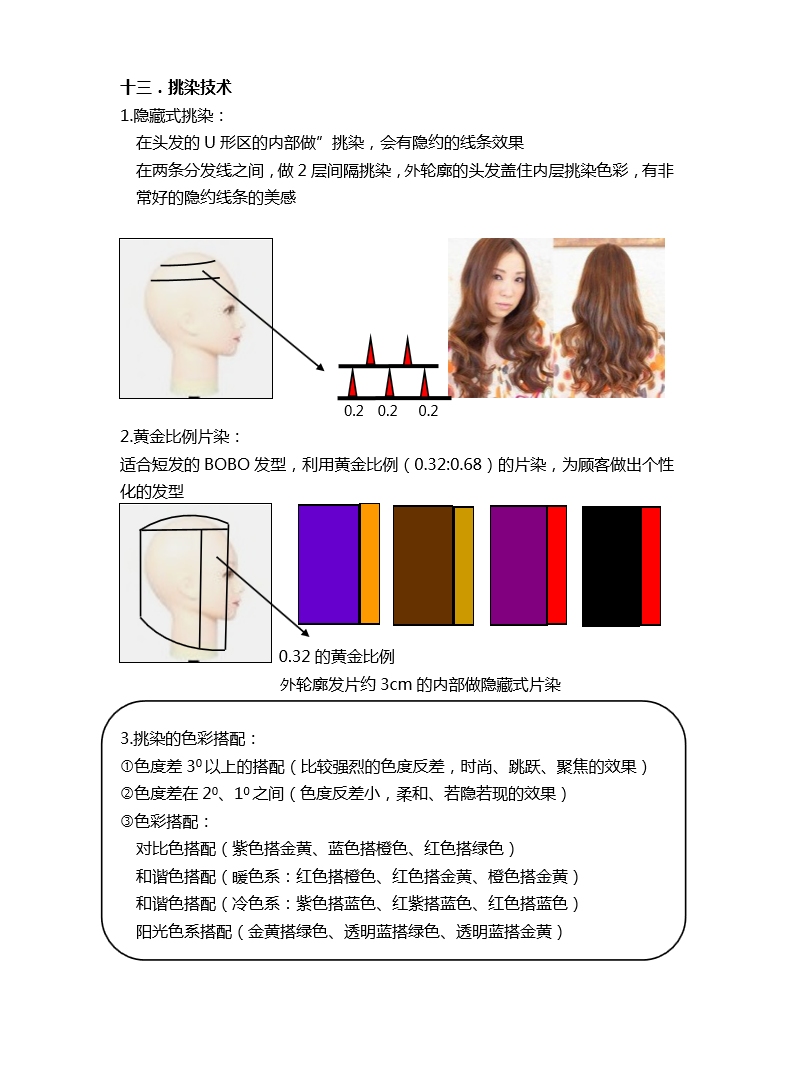 十三．挑染技术
1.隐藏式挑染：
在头发的 U 形区的内部做”挑染，会有隐约的线条效果
在两条分发线之间，做 2 层间隔挑染，外轮廓的头发盖住内层挑染色彩，有非
常好的隐约线条的美感
0.2 0.2 0.2
2.黄金比例片染：
适合短发的 BOBO 发型，利用黄金比例（0.32:0.68）的片染，为顾客做出个性
化的发型
0.32 的黄金比例
外轮廓发片约 3cm 的内部做隐藏式片染
3.挑染的色彩搭配：
①色度差 3⁰以上的搭配（比较强烈的色度反差，时尚、跳跃、聚焦的效果）
②色度差在 2⁰、1⁰之间（色度反差小，柔和、若隐若现的效果）
③色彩搭配：
对比色搭配（紫色搭金黄、蓝色搭橙色、红色搭绿色）
和谐色搭配（暖色系：红色搭橙色、红色搭金黄、橙色搭金黄）
和谐色搭配（冷色系：紫色搭蓝色、红紫搭蓝色、红色搭蓝色）
阳光色系搭配（金黄搭绿色、透明蓝搭绿色、透明蓝搭金黄）